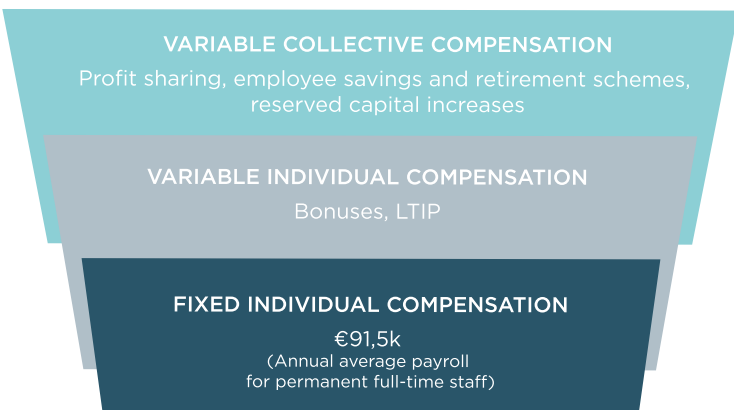 VARIABLE COLLECTIVE COMPENSATION
Profit sharing, employee savings and retirement schemes,
reserved capital increases
VARIABLE INDIVIDUAL COMPENSATION
Bonuses, LTIP
FIXED INDIVIDUAL COMPENSATION
€91,5k
(Annual average payroll
for permanent full-time staff)